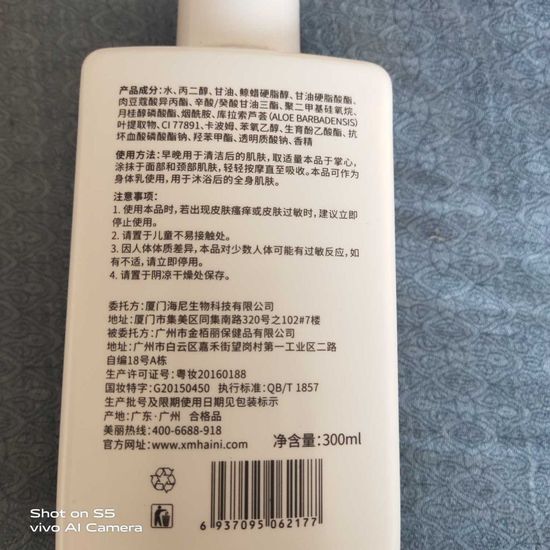 产品成分：水、丙二醇、甘油、鲸蜡硬脂醇、甘油硬脂酸酯、
肉豆蔻酸异丙酯、辛酸/癸酸甘油三酯、聚二甲基硅氧烷、
月桂醇磷酸酯、烟酰胺、库拉索芦荟(ALOE BARBADENSIS)
叶提取物、CI 77891、卡波姆、苯氧乙醇、生育酚乙酸酯、抗
坏血酸磷酸酯钠、羟苯甲酯、透明质酸钠、香精
使用方法：早晚用于清洁后的肌肤，取适量本品于掌心，
涂抹于面部和颈部肌肤，轻轻按摩直至吸收。本品可作为
身体乳使用，用于沐浴后的全身肌肤。
注意事项：
1. 使用本品时，若出现皮肤瘙痒或皮肤过敏时，建议立即
停止使用。
2. 请置于儿童不易接触处。
3. 因人体体质差异，本品对少数人体可能有过敏反应，如
有不适，请立即停用。
4. 请置于阴凉干燥处保存。
委托方：厦门海尼生物科技有限公司
地址：厦门市集美区同集南路320号之102#7楼
被委托方：广州市金栢丽保健品有限公司
地址：广州市白云区嘉禾街望岗村第一工业区二路
自编18号A栋
生产许可证号：粤妆20160188
国妆特字：G20150450 执行标准：QB/T 1857
生产批号及限期使用日期见包装标示
产地：广东·广州 合格品
美丽热线：400-6688-918
官方网址：www.xmhaini.com 净含量：300ml
6 937095 062177
Shot on S5
vivo AI Camera